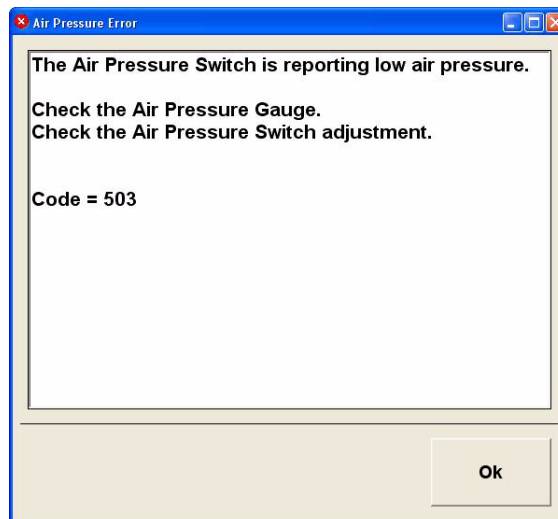 Air Pressure Error
The Air Pressure Switch is reporting low air pressure.
Check the Air Pressure Gauge.
Check the Air Pressure Switch adjustment.
Code = 503
Ok